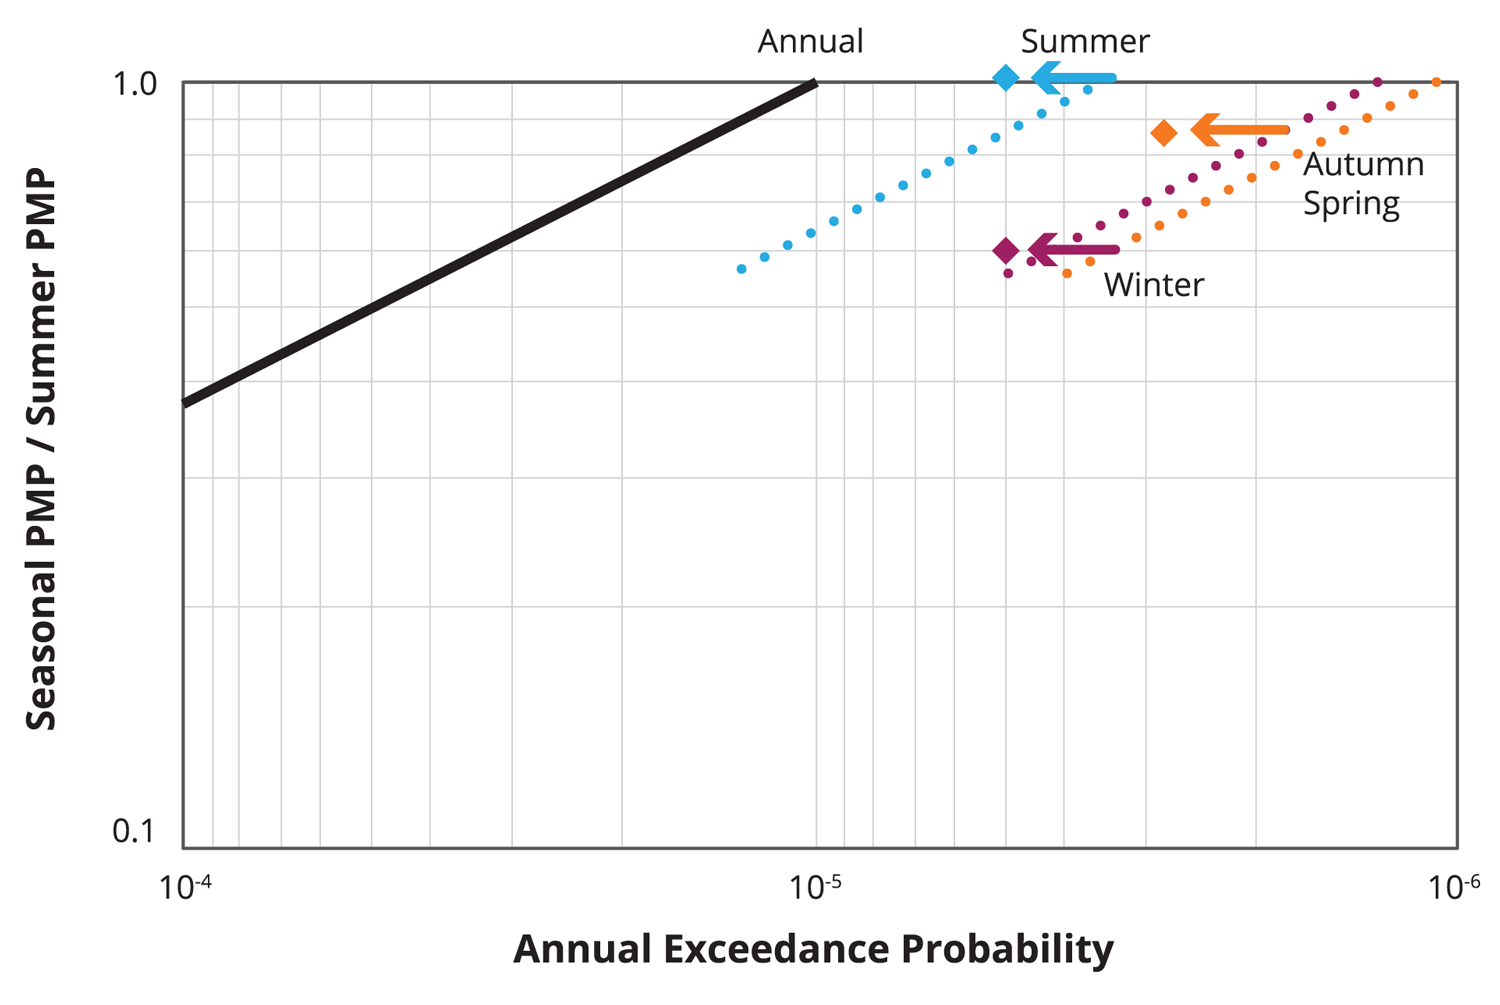 Annual
Summer
1.0
Autumn
Spring
Winter
Seasonal PMP / Summer PMP
0.1
10-4
10-5
10-6
Annual Exceedance Probability